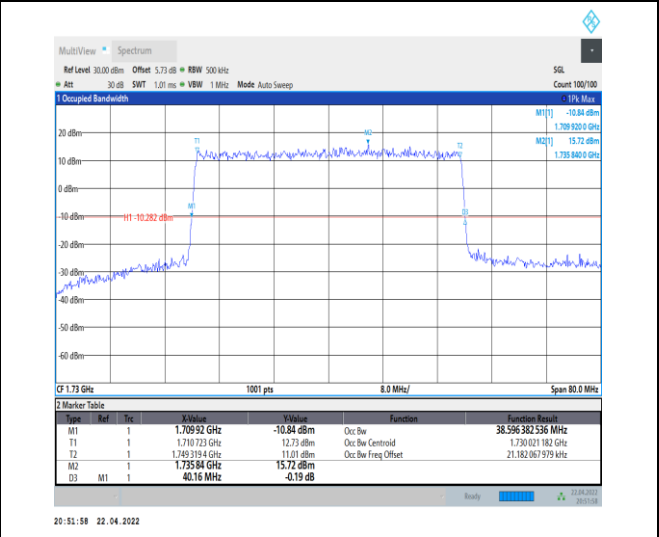 MultiView Spectrum
Ref Level 30.00 dBm Offset 5.73 dB RBW 500 kHz SGL
Att 30 dB SWT 1.01 ms VBW 1 MHz Mode Auto Sweep Count 100/100
1 Occupied Bandwidth 1Pk Max
M1[1] -10.84 dBm
1.709 920 0 GHz
M2[1] 15.72 dBm
1.735 840 0 GHz
20 dBm
M2
T1
T2
10 dBm
0 dBm
M1
D3
-10 dBm
H1 -10.282 dBm
-20 dBm
-30 dBm
-40 dBm
-50 dBm
-60 dBm
CF 1.73 GHz 1001 pts 8.0 MHz/ Span 80.0 MHz
2 Marker Table
Type Ref Trc X-Value Y-Value Function Function Result
M1 1 1.709 92 GHz -10.84 dBm Occ Bw 38.596 382 536 MHz
T1 1 1.710 723 GHz 12.73 dBm Occ Bw Centroid 1.730 021 182 GHz
T2 1 1.749 319 4 GHz 11.01 dBm Occ Bw Freq Offset 21.182 067 979 kHz
M2 1 1.735 84 GHz 15.72 dBm
D3 M1 1 40.16 MHz -0.19 dB
Ready 22.04.2022
20:51:58
20:51:58 22.04.2022